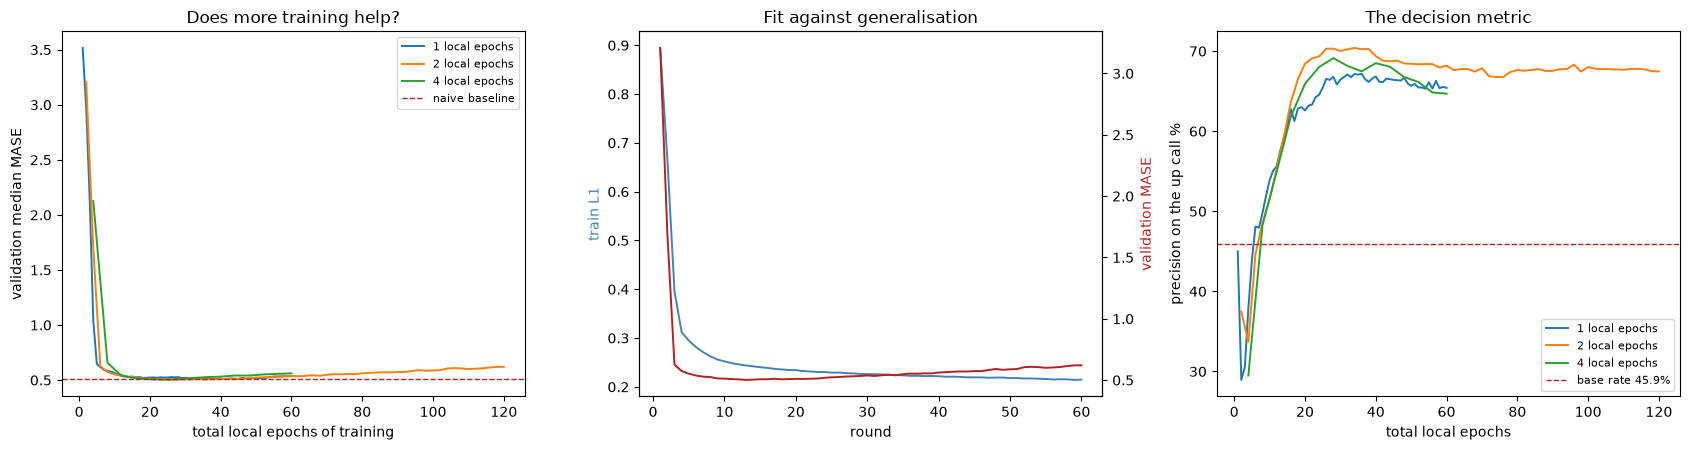 Does more training help?
validation median MASE
3.5
3.0
2.5
2.0
1.5
1.0
0.5
0
20
40
60
80
100
120
total local epochs of training
1 local epochs
2 local epochs
4 local epochs
naive baseline
Fit against generalisation
train L1
0.9
0.8
0.7
0.6
0.5
0.4
0.3
0.2
0
10
20
30
40
50
60
round
3.0
2.5
2.0
1.5
1.0
0.5
validation MASE
The decision metric
precision on the up call %
70
60
50
40
30
0
20
40
60
80
100
120
total local epochs
1 local epochs
2 local epochs
4 local epochs
base rate 45.9%